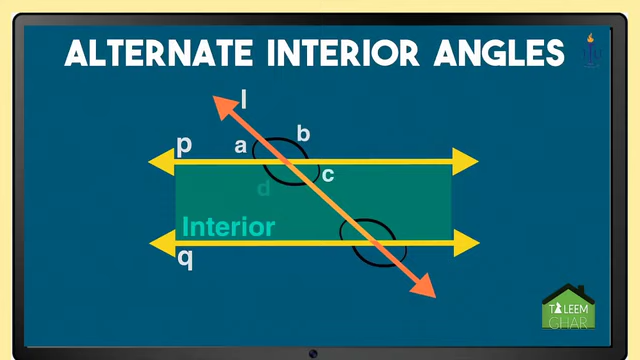 ALTERNATE INTERIOR ANGLES
l
b
p
a
c
d
Interior
q
TALEEM
GHAR